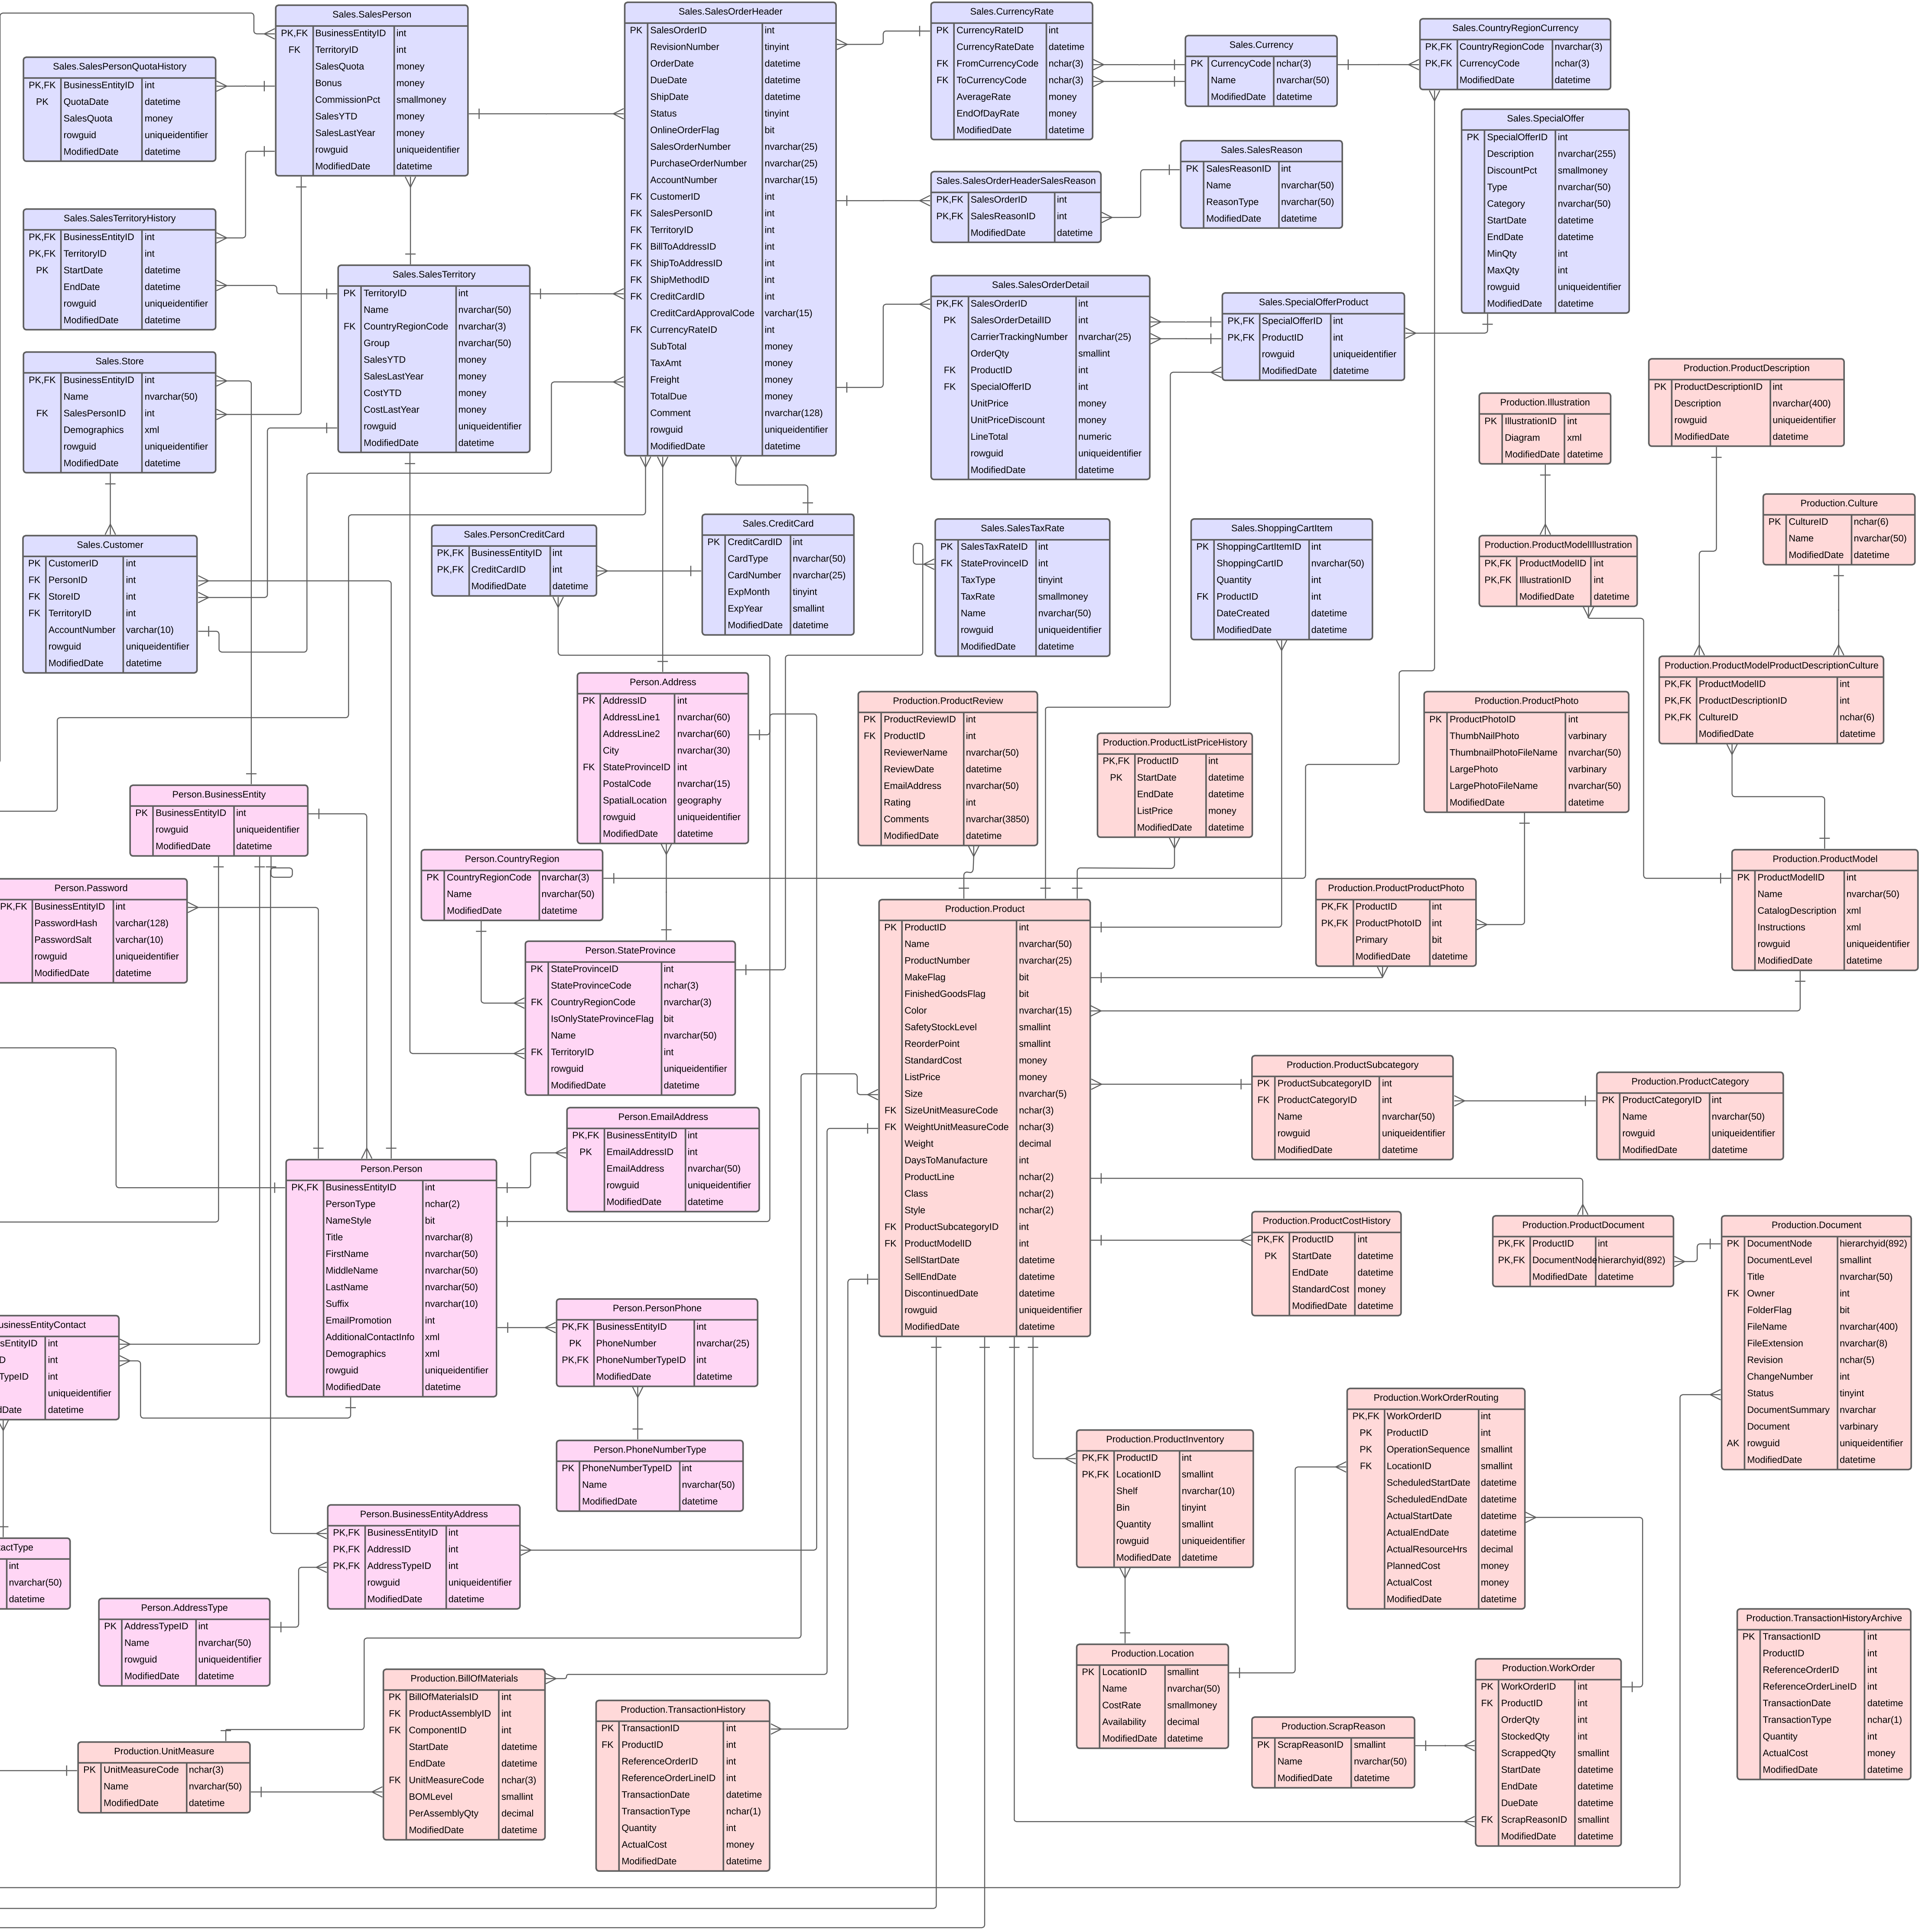 Sales.SalesPerson
PK,FK BusinessEntityID int
FK TerritoryID int
SalesQuota money
Bonus money
CommissionPct smallmoney
SalesYTD money
SalesLastYear money
rowguid uniqueidentifier
ModifiedDate datetime
Sales.SalesPersonQuotaHistory
PK,FK BusinessEntityID int
PK QuotaDate datetime
SalesQuota money
rowguid uniqueidentifier
ModifiedDate datetime
Sales.SalesTerritoryHistory
PK,FK BusinessEntityID int
PK,FK TerritoryID int
PK StartDate datetime
EndDate datetime
rowguid uniqueidentifier
ModifiedDate datetime
Sales.SalesTerritory
PK TerritoryID int
Name nvarchar(50)
FK CountryRegionCode nvarchar(3)
Group nvarchar(50)
SalesYTD money
SalesLastYear money
CostYTD money
CostLastYear money
rowguid uniqueidentifier
ModifiedDate datetime
Sales.Store
PK,FK BusinessEntityID int
Name nvarchar(50)
FK SalesPersonID int
Demographics xml
rowguid uniqueidentifier
ModifiedDate datetime
Sales.Customer
PK CustomerID int
FK PersonID int
FK StoreID int
FK TerritoryID int
AccountNumber varchar(10)
rowguid uniqueidentifier
ModifiedDate datetime
Sales.SalesOrderHeader
PK SalesOrderID int
RevisionNumber tinyint
OrderDate datetime
DueDate datetime
ShipDate datetime
Status tinyint
OnlineOrderFlag bit
SalesOrderNumber nvarchar(25)
PurchaseOrderNumber nvarchar(25)
AccountNumber nvarchar(15)
FK CustomerID int
FK SalesPersonID int
FK TerritoryID int
FK BillToAddressID int
FK ShipToAddressID int
FK ShipMethodID int
FK CreditCardID int
CreditCardApprovalCode varchar(15)
FK CurrencyRateID int
SubTotal money
TaxAmt money
Freight money
TotalDue money
Comment nvarchar(128)
rowguid uniqueidentifier
ModifiedDate datetime
Sales.CurrencyRate
PK CurrencyRateID int
CurrencyRateDate datetime
FK FromCurrencyCode nchar(3)
FK ToCurrencyCode nchar(3)
AverageRate money
EndOfDayRate money
ModifiedDate datetime
Sales.Currency
PK CurrencyCode nchar(3)
Name nvarchar(50)
ModifiedDate datetime
Sales.CountryRegionCurrency
PK,FK CountryRegionCode nvarchar(3)
PK,FK CurrencyCode nchar(3)
ModifiedDate datetime
Sales.SalesOrderHeaderSalesReason
PK,FK SalesOrderID int
PK,FK SalesReasonID int
ModifiedDate datetime
Sales.SalesReason
PK SalesReasonID int
Name nvarchar(50)
ReasonType nvarchar(50)
ModifiedDate datetime
Sales.SpecialOffer
PK SpecialOfferID int
Description nvarchar(255)
DiscountPct smallmoney
Type nvarchar(50)
Category nvarchar(50)
StartDate datetime
EndDate datetime
MinQty int
MaxQty int
rowguid uniqueidentifier
ModifiedDate datetime
Sales.SalesOrderDetail
PK,FK SalesOrderID int
PK SalesOrderDetailID int
CarrierTrackingNumber nvarchar(25)
OrderQty smallint
FK ProductID int
FK SpecialOfferID int
UnitPrice money
UnitPriceDiscount money
LineTotal numeric
rowguid uniqueidentifier
ModifiedDate datetime
Sales.SpecialOfferProduct
PK,FK SpecialOfferID int
PK,FK ProductID int
rowguid uniqueidentifier
ModifiedDate datetime
Sales.PersonCreditCard
PK,FK BusinessEntityID int
PK,FK CreditCardID int
ModifiedDate datetime
Sales.CreditCard
PK CreditCardID int
CardType nvarchar(50)
CardNumber nvarchar(25)
ExpMonth tinyint
ExpYear smallint
ModifiedDate datetime
Sales.SalesTaxRate
PK SalesTaxRateID int
FK StateProvinceID int
TaxType tinyint
TaxRate smallmoney
Name nvarchar(50)
rowguid uniqueidentifier
ModifiedDate datetime
Sales.ShoppingCartItem
PK ShoppingCartItemID int
ShoppingCartID nvarchar(50)
Quantity int
FK ProductID int
DateCreated datetime
ModifiedDate datetime
Production.Illustration
PK IllustrationID int
Diagram xml
ModifiedDate datetime
Production.ProductDescription
PK ProductDescriptionID int
Description nvarchar(400)
rowguid uniqueidentifier
ModifiedDate datetime
Production.Culture
PK CultureID nchar(6)
Name nvarchar(50)
ModifiedDate datetime
Production.ProductModelIllustration
PK,FK ProductModelID int
PK,FK IllustrationID int
ModifiedDate datetime
Production.ProductModelProductDescriptionCulture
PK,FK ProductModelID int
PK,FK ProductDescriptionID int
PK,FK CultureID nchar(6)
ModifiedDate datetime
Person.Address
PK AddressID int
AddressLine1 nvarchar(60)
AddressLine2 nvarchar(60)
City nvarchar(30)
FK StateProvinceID int
PostalCode nvarchar(15)
SpatialLocation geography
rowguid uniqueidentifier
ModifiedDate datetime
Production.ProductReview
PK ProductReviewID int
FK ProductID int
ReviewerName nvarchar(50)
ReviewDate datetime
EmailAddress nvarchar(50)
Rating int
Comments nvarchar(3850)
ModifiedDate datetime
Production.ProductListPriceHistory
PK,FK ProductID int
PK StartDate datetime
EndDate datetime
ListPrice money
ModifiedDate datetime
Production.ProductPhoto
PK ProductPhotoID int
ThumbNailPhoto varbinary
ThumbnailPhotoFileName nvarchar(50)
LargePhoto varbinary
LargePhotoFileName nvarchar(50)
ModifiedDate datetime
Person.BusinessEntity
PK BusinessEntityID int
rowguid uniqueidentifier
ModifiedDate datetime
Person.CountryRegion
PK CountryRegionCode nvarchar(3)
Name nvarchar(50)
ModifiedDate datetime
Person.Password
PK,FK BusinessEntityID int
PasswordHash varchar(128)
PasswordSalt varchar(10)
rowguid uniqueidentifier
ModifiedDate datetime
Person.StateProvince
PK StateProvinceID int
StateProvinceCode nchar(3)
FK CountryRegionCode nvarchar(3)
IsOnlyStateProvinceFlag bit
Name nvarchar(50)
FK TerritoryID int
rowguid uniqueidentifier
ModifiedDate datetime
Production.Product
PK ProductID int
Name nvarchar(50)
ProductNumber nvarchar(25)
MakeFlag bit
FinishedGoodsFlag bit
Color nvarchar(15)
SafetyStockLevel smallint
ReorderPoint smallint
StandardCost money
ListPrice money
Size nvarchar(5)
FK SizeUnitMeasureCode nchar(3)
FK WeightUnitMeasureCode nchar(3)
Weight decimal
DaysToManufacture int
ProductLine nchar(2)
Class nchar(2)
Style nchar(2)
FK ProductSubcategoryID int
FK ProductModelID int
SellStartDate datetime
SellEndDate datetime
DiscontinuedDate datetime
rowguid uniqueidentifier
ModifiedDate datetime
Production.ProductProductPhoto
PK,FK ProductID int
PK,FK ProductPhotoID int
Primary bit
ModifiedDate datetime
Production.ProductModel
PK ProductModelID int
Name nvarchar(50)
CatalogDescription xml
Instructions xml
rowguid uniqueidentifier
ModifiedDate datetime
Production.ProductSubcategory
PK ProductSubcategoryID int
FK ProductCategoryID int
Name nvarchar(50)
rowguid uniqueidentifier
ModifiedDate datetime
Production.ProductCategory
PK ProductCategoryID int
Name nvarchar(50)
rowguid uniqueidentifier
ModifiedDate datetime
Person.EmailAddress
PK,FK BusinessEntityID int
PK EmailAddressID int
EmailAddress nvarchar(50)
rowguid uniqueidentifier
ModifiedDate datetime
Person.Person
PK,FK BusinessEntityID int
PersonType nchar(2)
NameStyle bit
Title nvarchar(8)
FirstName nvarchar(50)
MiddleName nvarchar(50)
LastName nvarchar(50)
Suffix nvarchar(10)
EmailPromotion int
AdditionalContactInfo xml
Demographics xml
rowguid uniqueidentifier
ModifiedDate datetime
Production.ProductCostHistory
PK,FK ProductID int
PK StartDate datetime
EndDate datetime
StandardCost money
ModifiedDate datetime
Production.ProductDocument
PK,FK ProductID int
PK,FK DocumentNode hierarchyid(892)
ModifiedDate datetime
Production.Document
PK DocumentNode hierarchyid(892)
DocumentLevel smallint
Title nvarchar(50)
FK Owner int
FolderFlag bit
FileName nvarchar(400)
FileExtension nvarchar(8)
Revision nchar(5)
ChangeNumber int
Status tinyint
DocumentSummary nvarchar
Document varbinary
AK rowguid uniqueidentifier
ModifiedDate datetime
usinessEntityContact
sEntityID int
D int
TypeID int
uniqueidentifier
dDate datetime
Person.PersonPhone
PK,FK BusinessEntityID int
PK PhoneNumber nvarchar(25)
PK,FK PhoneNumberTypeID int
ModifiedDate datetime
Person.PhoneNumberType
PK PhoneNumberTypeID int
Name nvarchar(50)
ModifiedDate datetime
Production.WorkOrderRouting
PK,FK WorkOrderID int
PK ProductID int
PK OperationSequence smallint
FK LocationID smallint
ScheduledStartDate datetime
ScheduledEndDate datetime
ActualStartDate datetime
ActualEndDate datetime
ActualResourceHrs decimal
PlannedCost money
ActualCost money
ModifiedDate datetime
Production.ProductInventory
PK,FK ProductID int
PK,FK LocationID smallint
Shelf nvarchar(10)
Bin tinyint
Quantity smallint
rowguid uniqueidentifier
ModifiedDate datetime
Person.BusinessEntityAddress
PK,FK BusinessEntityID int
PK,FK AddressID int
PK,FK AddressTypeID int
rowguid uniqueidentifier
ModifiedDate datetime
actType
int
nvarchar(50)
datetime
Person.AddressType
PK AddressTypeID int
Name nvarchar(50)
rowguid uniqueidentifier
ModifiedDate datetime
Production.TransactionHistoryArchive
PK TransactionID int
ProductID int
ReferenceOrderID int
ReferenceOrderLineID int
TransactionDate datetime
TransactionType nchar(1)
Quantity int
ActualCost money
ModifiedDate datetime
Production.Location
PK LocationID smallint
Name nvarchar(50)
CostRate smallmoney
Availability decimal
ModifiedDate datetime
Production.WorkOrder
PK WorkOrderID int
FK ProductID int
OrderQty int
StockedQty int
ScrappedQty smallint
StartDate datetime
EndDate datetime
DueDate datetime
FK ScrapReasonID smallint
ModifiedDate datetime
Production.BillOfMaterials
PK BillOfMaterialsID int
FK ProductAssemblyID int
FK ComponentID int
StartDate datetime
EndDate datetime
FK UnitMeasureCode nchar(3)
BOMLevel smallint
PerAssemblyQty decimal
ModifiedDate datetime
Production.TransactionHistory
PK TransactionID int
FK ProductID int
ReferenceOrderID int
ReferenceOrderLineID int
TransactionDate datetime
TransactionType nchar(1)
Quantity int
ActualCost money
ModifiedDate datetime
Production.ScrapReason
PK ScrapReasonID smallint
Name nvarchar(50)
ModifiedDate datetime
Production.UnitMeasure
PK UnitMeasureCode nchar(3)
Name nvarchar(50)
ModifiedDate datetime